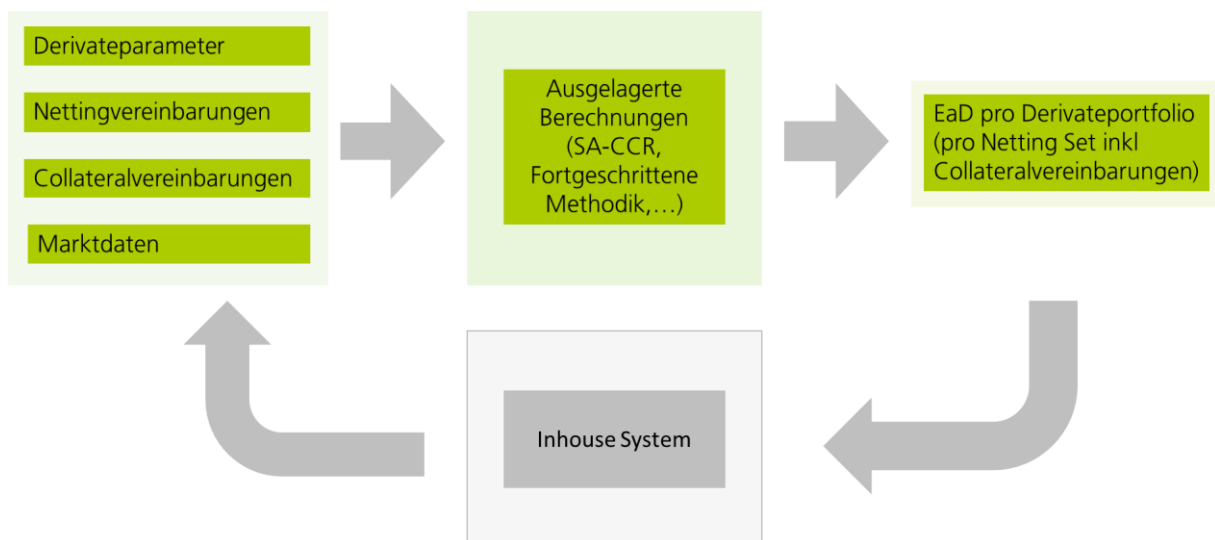 Derivateparameter
Nettingvereinbarungen
Collateralvereinbarungen
Marktdaten
Ausgelagerte
Berechnungen
(SA-CCR,
Fortgeschrittene
Methodik,…)
EaD pro Derivateportfolio
(pro Netting Set inkl
Collateralvereinbarungen)
Inhouse System